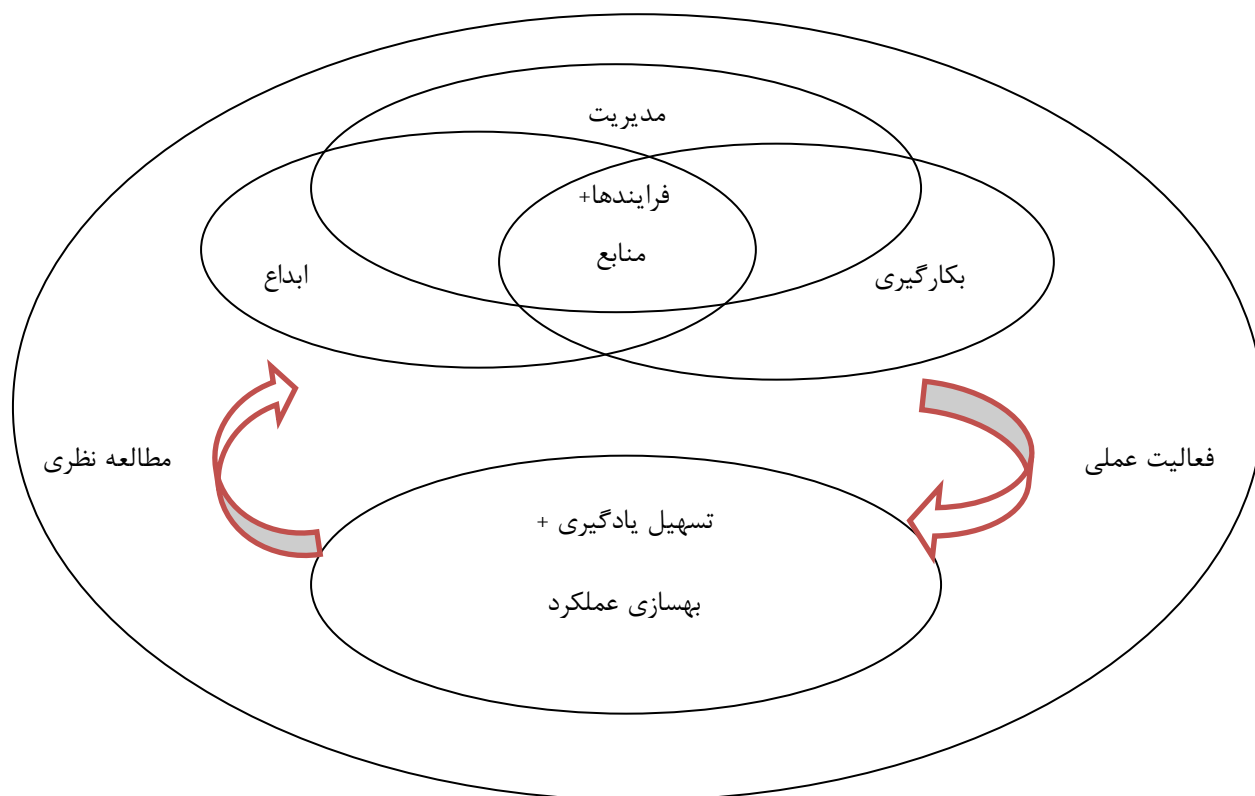 مدیریت
فرایندها+
منابع
ابداع
بکارگیری
مطالعه نظری
فعالیت عملی
تسهیل یادگیری +
بهسازی عملکرد